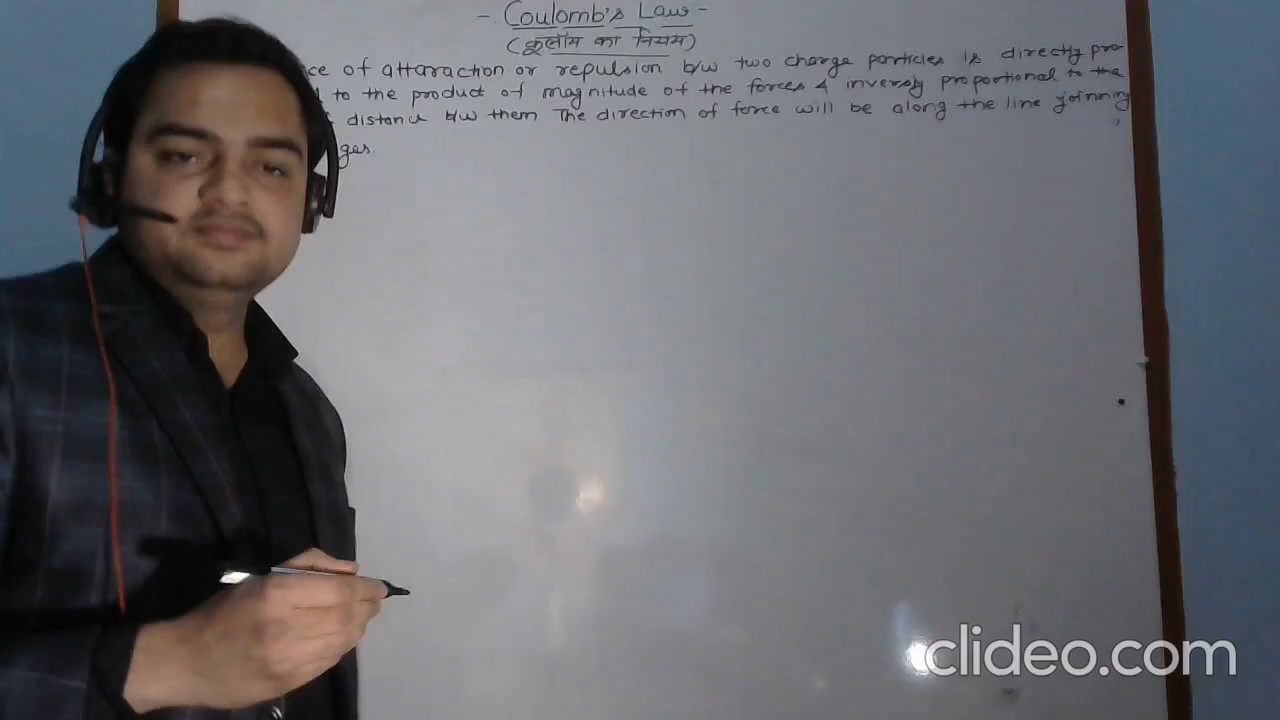 - Coulomb's Law -
(कूलॉम का नियम)
ce of attaraction or repulsion b/w two charge particles is directly pro-
l to the product of magnitude of the forces & inversly proportional to the
distance b/w them The direction of force will be along the line joinning
ges.
clideo.com